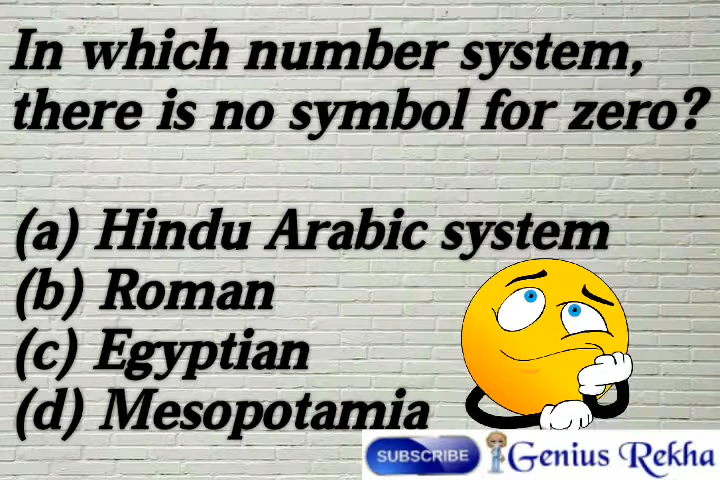 In which number system,
there is no symbol for zero?
(a) Hindu Arabic system
(b) Roman
(c) Egyptian
(d) Mesopotamia
SUBSCRIBE Genius Rekha